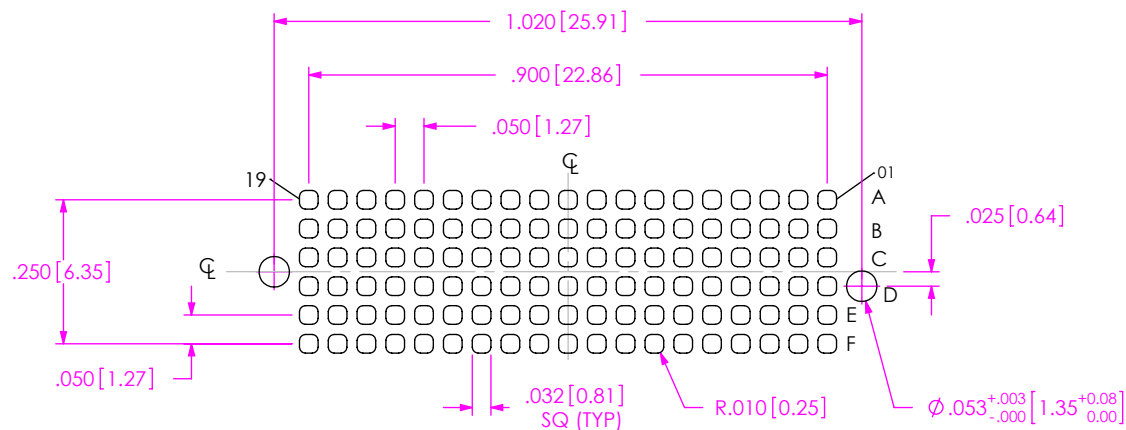 1.020 [25.91]
.900 [22.86]
.050 [1.27]
℄
19
01
A
B
.025 [0.64]
C
.250 [6.35]
℄
D
E
F
.050 [1.27]
.032 [0.81]
SQ (TYP)
R.010 [0.25]
Ø .053 +.003 -.000 [1.35 +0.08 0.00]